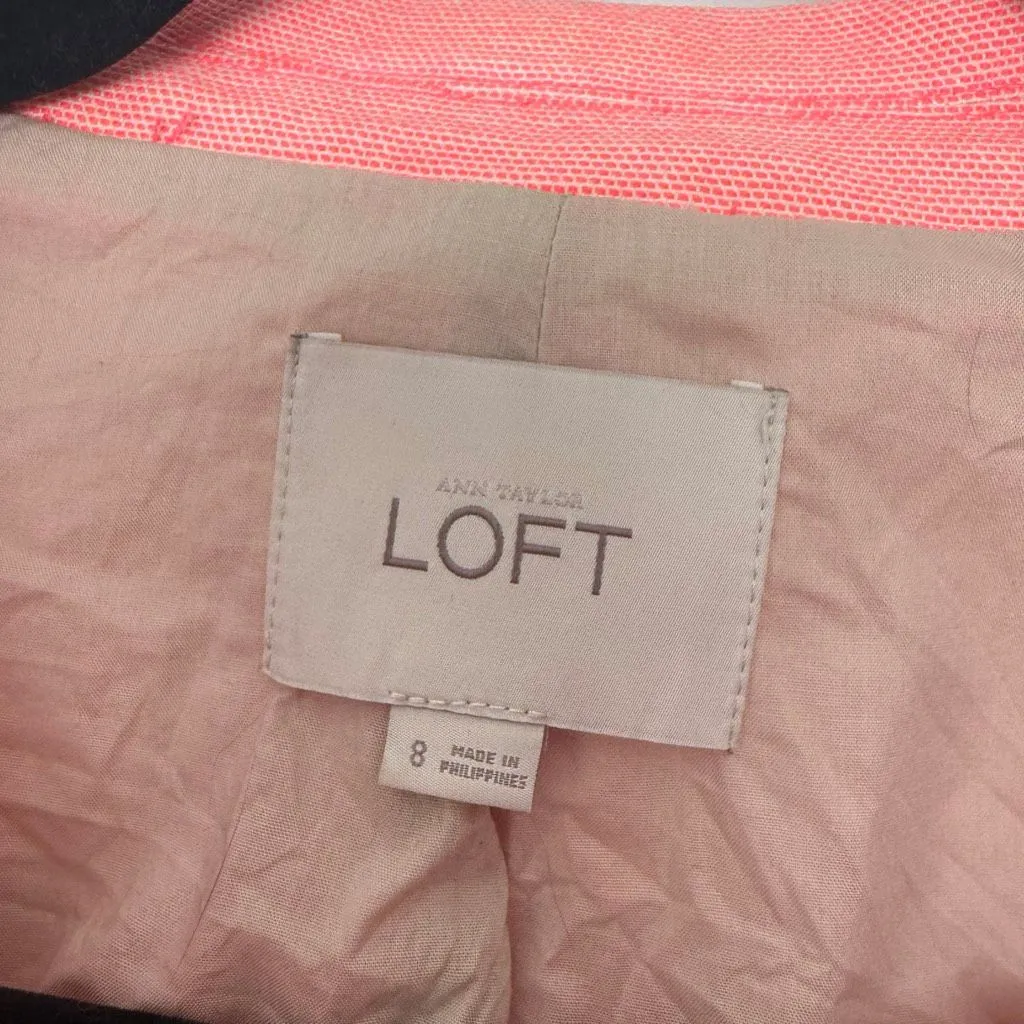 ANN TAYLOR
LOFT
8 MADE IN
PHILIPPINES